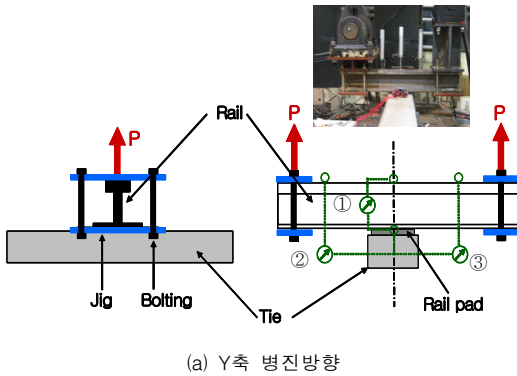 Rail
P
P
P
①
②
③
Jig
Bolting
Tie
Rail pad
(a) Y축 병진방향